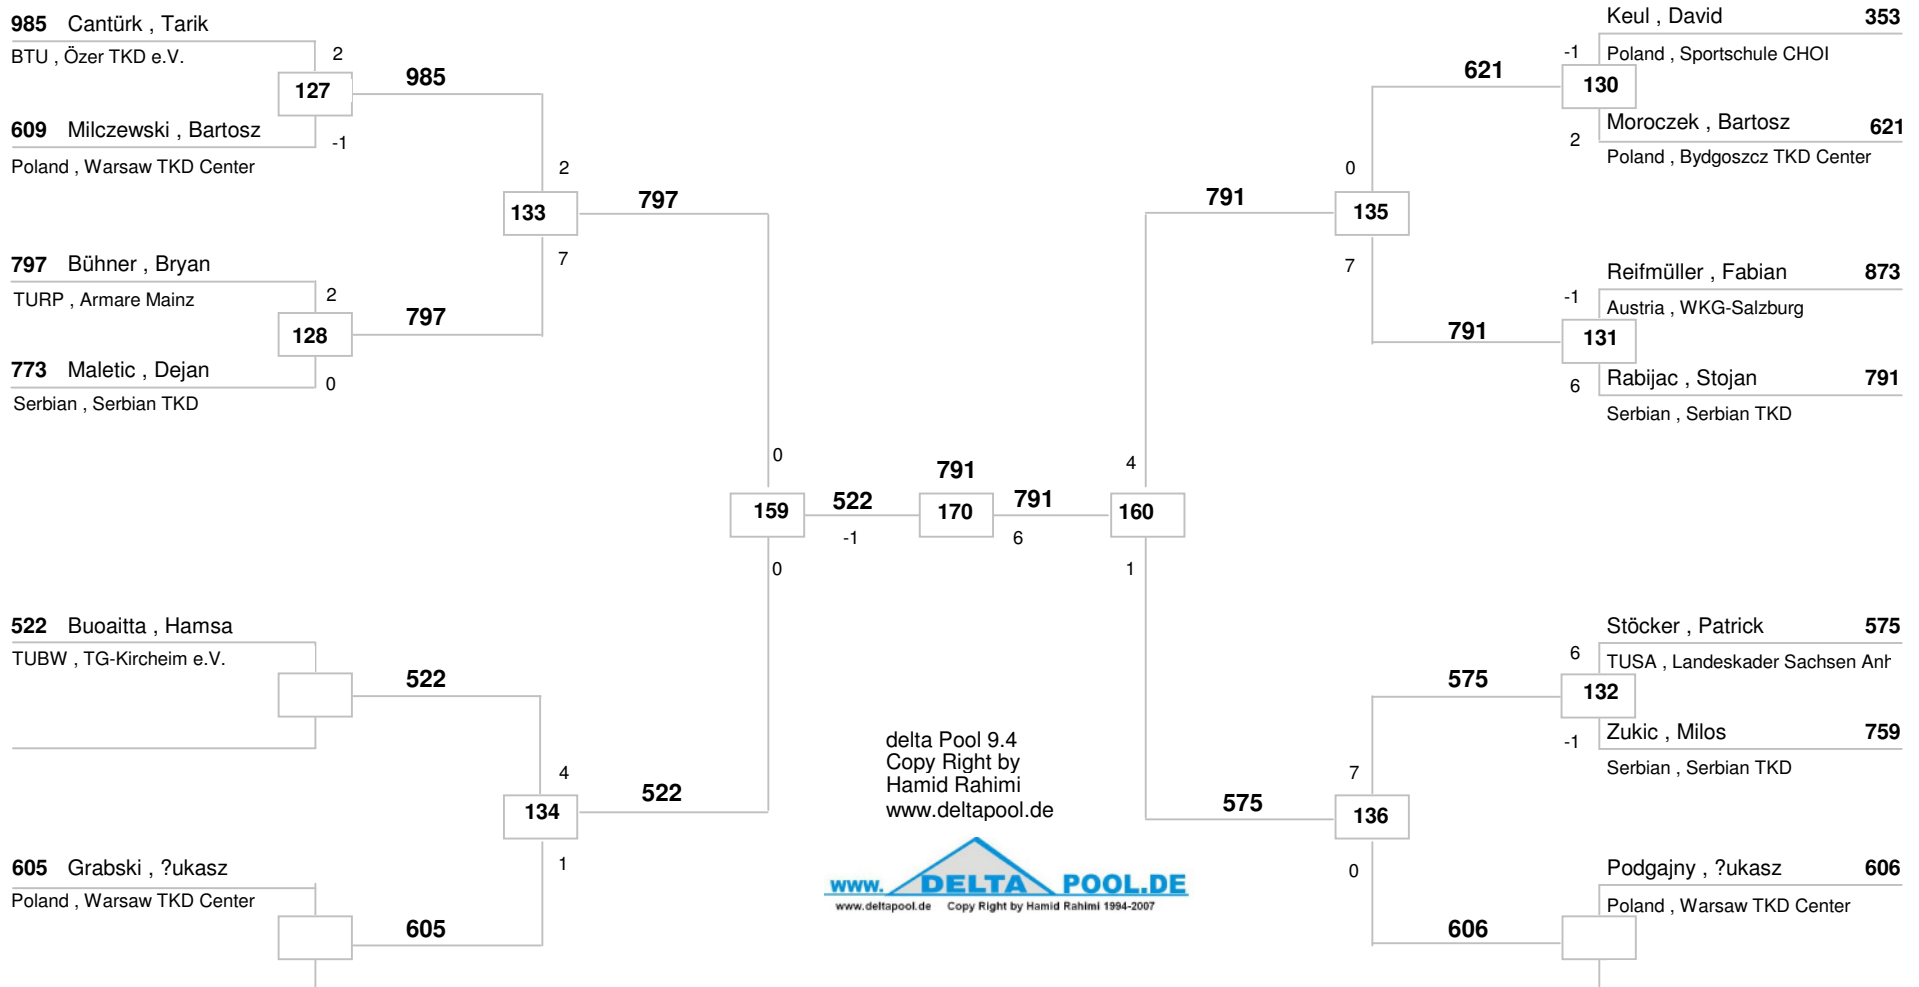 985 Cantürk , Tarik
BTU , Özer TKD e.V.
2
127
985
609 Milczewski , Bartosz
-1
Poland , Warsaw TKD Center
2
133
797
7
797 Bühner , Bryan
TURP , Armare Mainz
2
128
797
773 Maletic , Dejan
0
Serbian , Serbian TKD
0
159
522
-1
0
522 Buoaitta , Hamsa
TUBW , TG-Kircheim e.V.
522
4
134
522
1
605 Grabski , ?ukasz
Poland , Warsaw TKD Center
605
791
170
791
6
Keul , David 353
-1
Poland , Sportschule CHOI
621
130
Moroczek , Bartosz 621
2
Poland , Bydgoszcz TKD Center
0
791
135
7
Reifmüller , Fabian 873
-1
Austria , WKG-Salzburg
791
131
Rabijac , Stojan 791
6
Serbian , Serbian TKD
4
160
1
Stöcker , Patrick 575
6
TUSA , Landeskader Sachsen Anh
575
132
Zukic , Milos 759
-1
Serbian , Serbian TKD
7
575
136
0
Podgajny , ?ukasz 606
Poland , Warsaw TKD Center
606
delta Pool 9.4
Copy Right by
Hamid Rahimi
www.deltapool.de
www. DELTA POOL.DE
www.deltapool.de Copy Right by Hamid Rahimi 1994-2007